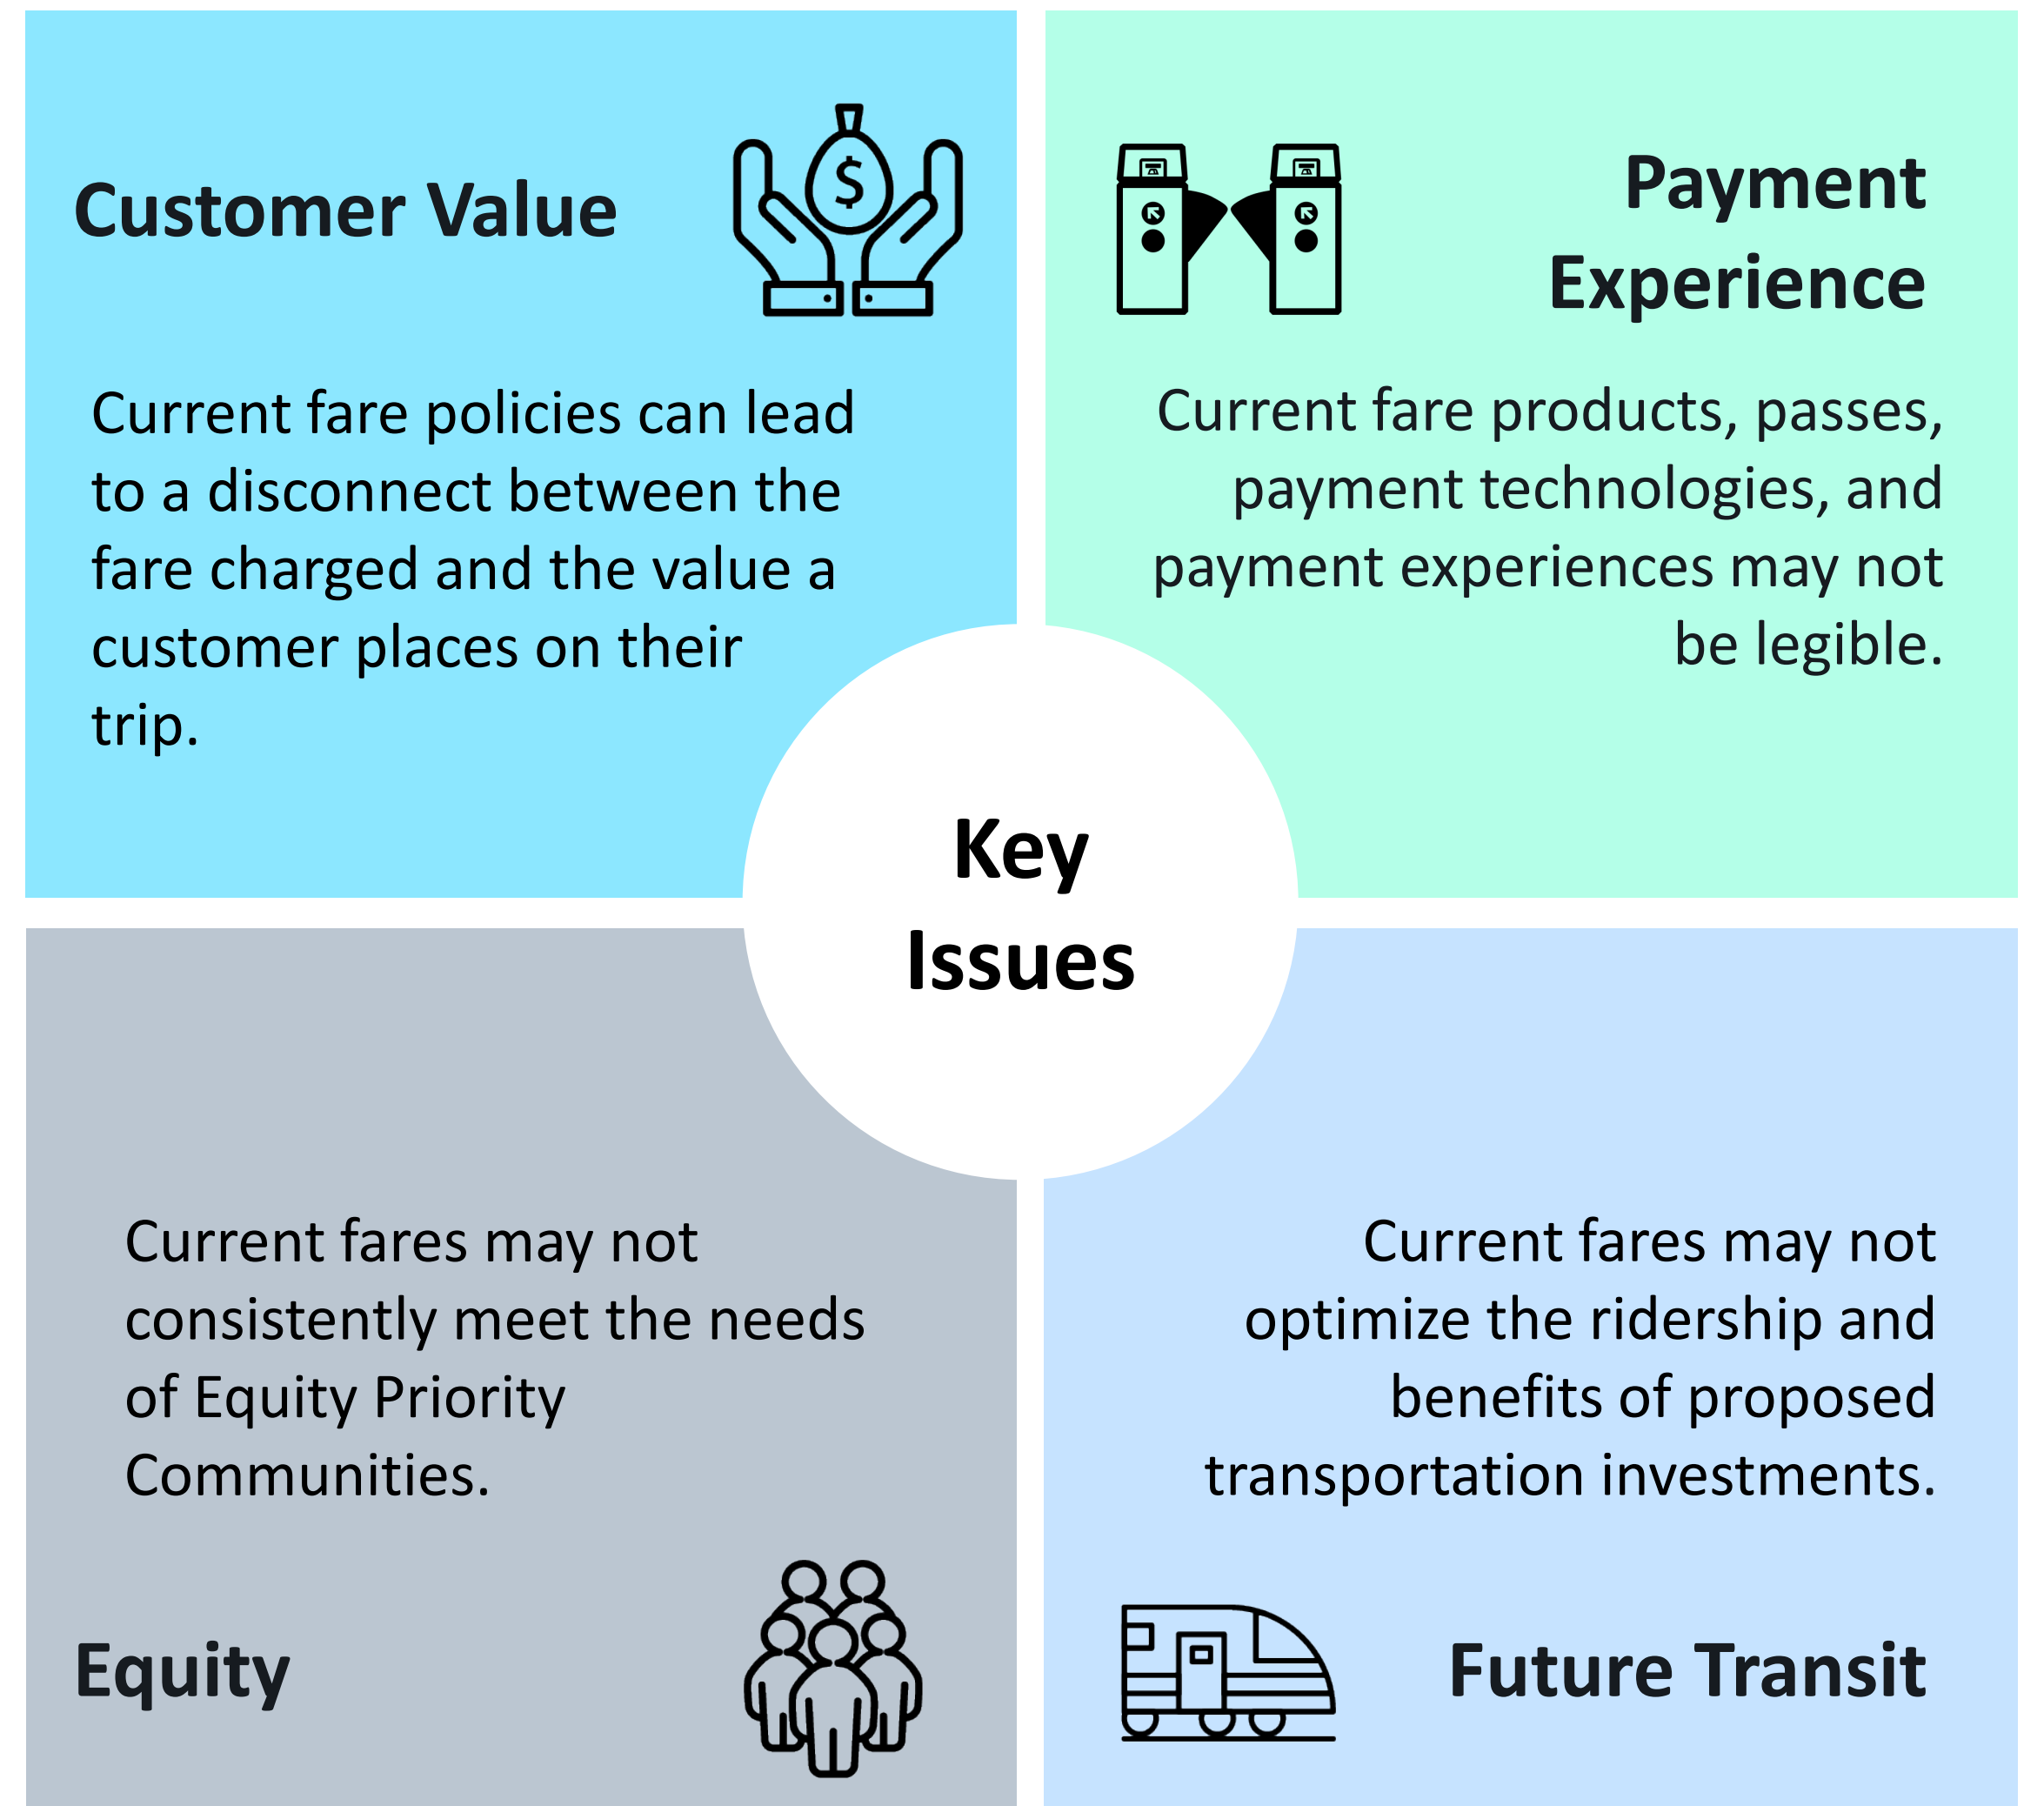 Customer Value
$
Current fare policies can lead
to a disconnect between the
fare charged and the value a
customer places on their
trip.
Payment
Experience
Current fare products, passes,
payment technologies, and
payment experiences may not
be legible.
Key
Issues
Current fares may not
consistently meet the needs
of Equity Priority
Communities.
Equity
Current fares may not
optimize the ridership and
benefits of proposed
transportation investments.
Future Transit